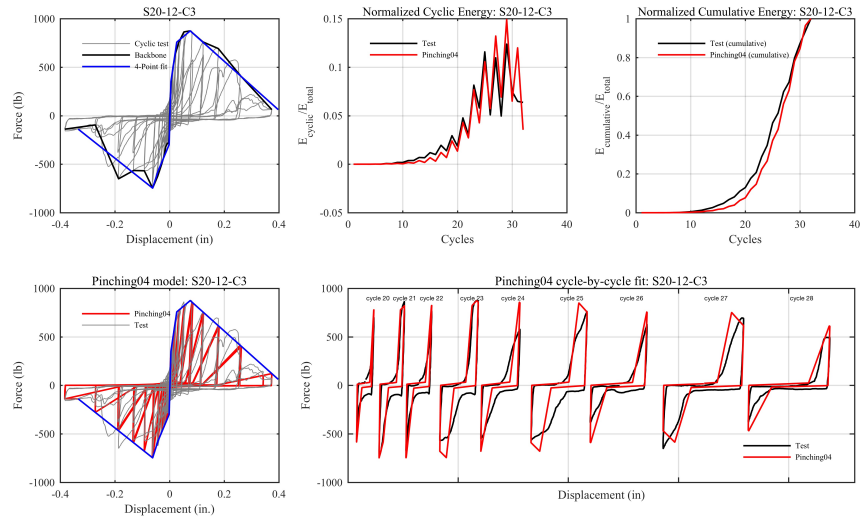 S20-12-C3
1000
500
0
-500
-1000
Force (lb)
-0.4
-0.2
0
0.2
0.4
Displacement (in)
Cyclic test
Backbone
4-Point fit
Normalized Cyclic Energy: S20-12-C3
0.15
0.1
0.05
0
-0.05
E_cyclic/E_total
0
10
20
30
40
Cycles
Test
Pinching04
Normalized Cumulative Energy: S20-12-C3
1
0.8
0.6
0.4
0.2
0
E_cumulative/E_total
0
10
20
30
40
Cycles
Test (cumulative)
Pinching04 (cumulative)
Pinching04 model: S20-12-C3
1000
500
0
-500
-1000
Force (lb)
-0.4
-0.2
0
0.2
0.4
Displacement (in.)
Pinching04
Test
Pinching04 cycle-by-cycle fit: S20-12-C3
1000
500
0
-500
-1000
Force (lb)
cycle 20
cycle 21
cycle 22
cycle 23
cycle 24
cycle 25
cycle 26
cycle 27
cycle 28
Test
Pinching04
Displacement (in)